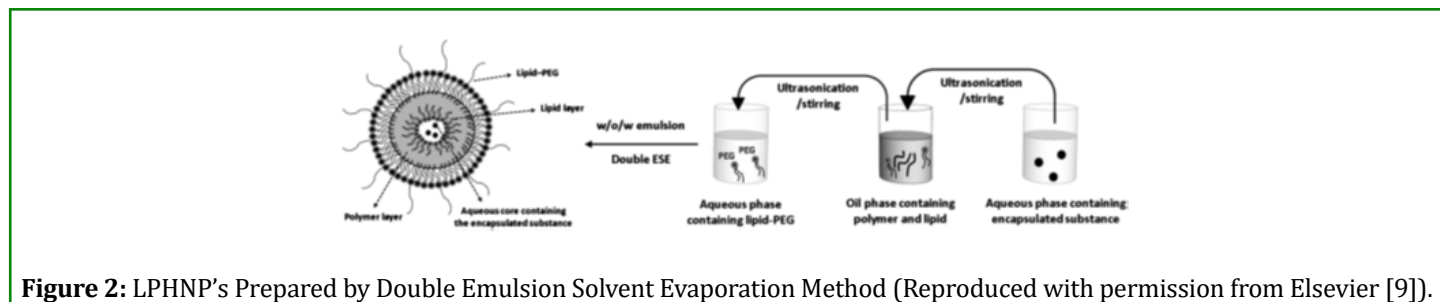 Lipid-PEG
Lipid layer
Polymer layer
Aqueous core containing
the encapsulated substance
w/o/w emulsion
Double ESE
Ultrasonication
/stirring
Ultrasonication
/stirring
PEG PEG
Aqueous phase
containing lipid-PEG
Oil phase containing
polymer and lipid
Aqueous phase containing
encapsulated substance
Figure 2: LPHNP's Prepared by Double Emulsion Solvent Evaporation Method (Reproduced with permission from Elsevier [9]).